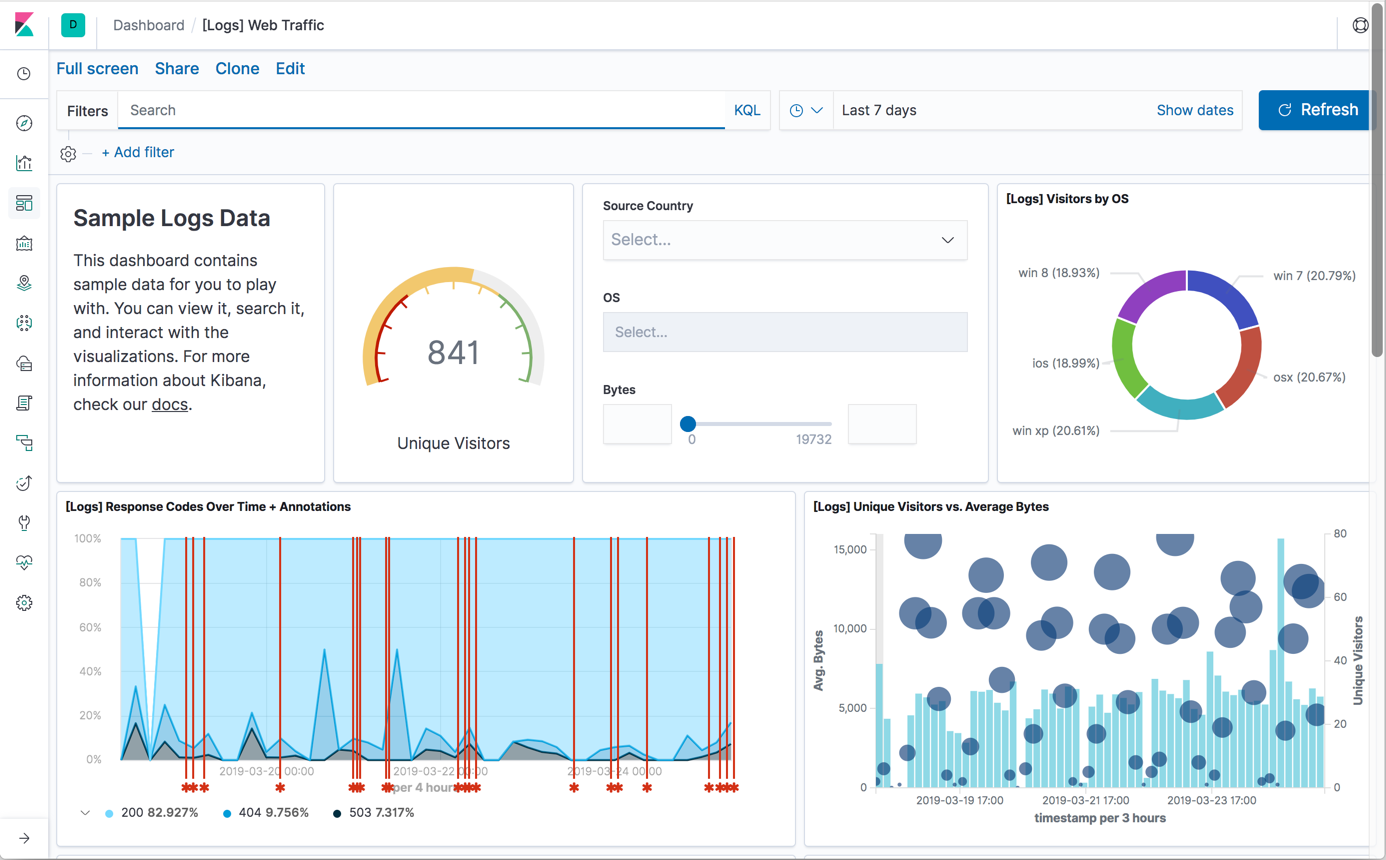 D
Dashboard / [Logs] Web Traffic
Full screen Share Clone Edit
Filters Search KQL Last 7 days Show dates Refresh
+ Add filter
Sample Logs Data
This dashboard contains
sample data for you to play
with. You can view it, search it,
and interact with the
visualizations. For more
information about Kibana,
check our docs.
841
Unique Visitors
Source Country
Select...
OS
Select...
Bytes
0 19732
[Logs] Visitors by OS
win 8 (18.93%)
win 7 (20.79%)
ios (18.99%)
osx (20.67%)
win xp (20.61%)
[Logs] Response Codes Over Time + Annotations
100%
80%
60%
40%
20%
0%
2019-03-20 00:00 2019-03-22 00:00 2019-03-24 00:00
per 4 hours
200 82.927% 404 9.756% 503 7.317%
[Logs] Unique Visitors vs. Average Bytes
15,000
10,000
5,000
0
Avg. Bytes
80
60
40
20
0
Unique Visitors
2019-03-19 17:00 2019-03-21 17:00 2019-03-23 17:00
timestamp per 3 hours